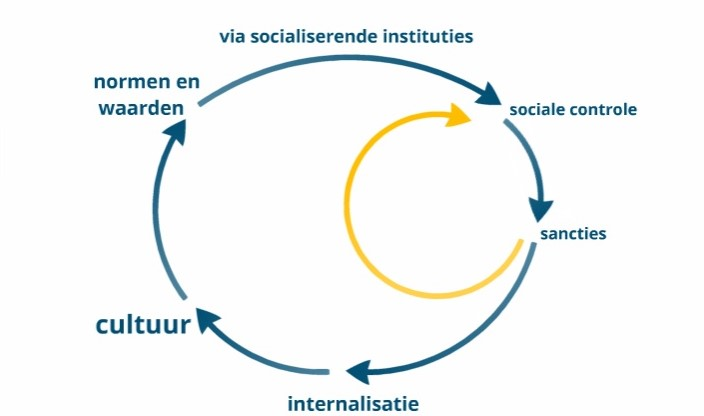 via socialiserende instituties
normen en
waarden
sociale controle
sancties
cultuur
internalisatie